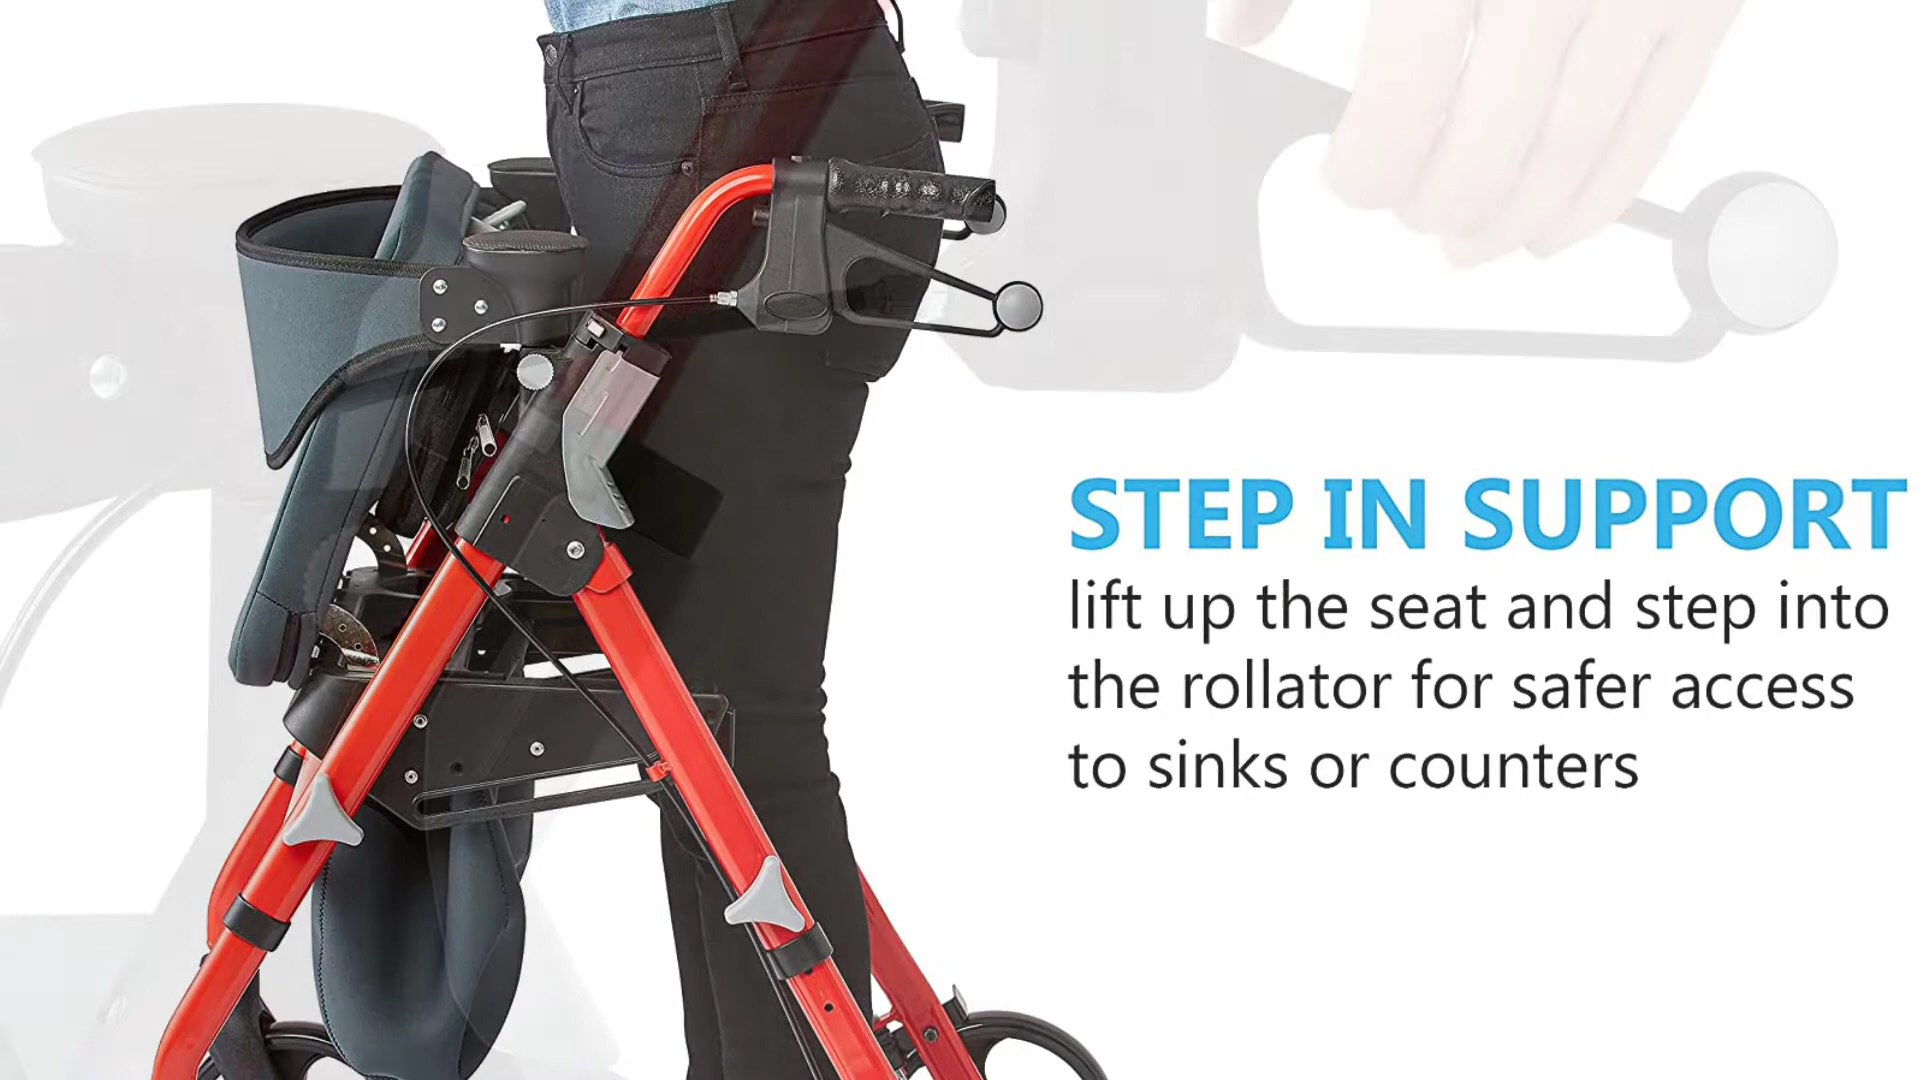 STEP IN SUPPORT
lift up the seat and step into
the rollator for safer access
to sinks or counters